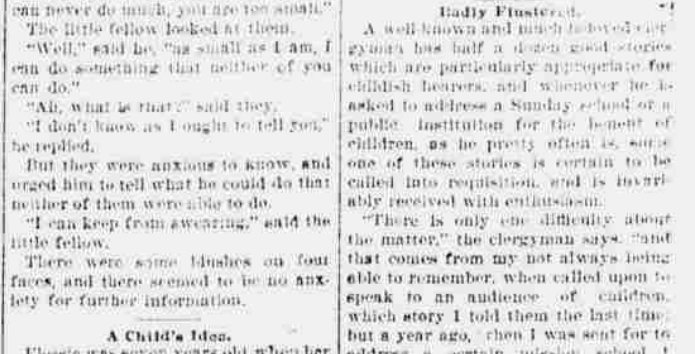 can never do much, you are too small."
The little fellow looked at them.
"Well," said he, "as small as I am, I
can do something that neither of you
can do."
"Ah, what is that?" said they.
"I don't know as I ought to tell you,"
he replied.
But they were anxious to know, and
urged him to tell what he could do that
neither of them were able to do.
"I can keep from swearing," said the
little fellow.
There were some blushes on four
faces, and there seemed to be no anx-
iety for further information.
A Child's Idea.
was seven years old when her
Badly Flustered.
A well-known and much beloved cler-
gyman has half a dozen good stories
which are particularly appropriate for
childish hearers, and whenever he is
asked to address a Sunday school or a
public institution for the benefit of
children, as he pretty often is, some
one of these stories is certain to be
called into requisition, and is invari-
ably received with enthusiasm.
"There is only one difficulty about
the matter," the clergyman says, "and
that comes from my not always being
able to remember, when called upon to
speak to an audience of children,
which story I told them the last time;
but a year ago, when I was sent for to
address a certain mission school, I